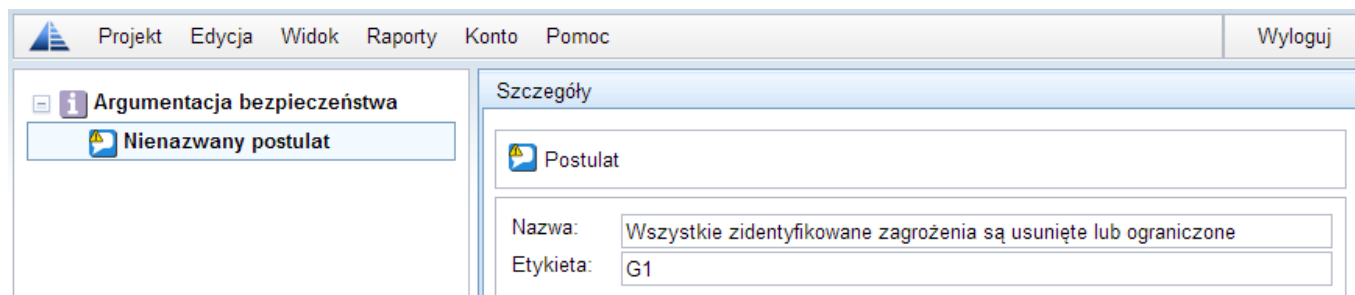 Projekt Edycja Widok Raporty Konto Pomoc Wyloguj
Argumentacja bezpieczeństwa
Nienazwany postulat
Szczegóły
Postulat
Nazwa: Wszystkie zidentyfikowane zagrożenia są usunięte lub ograniczone
Etykieta: G1